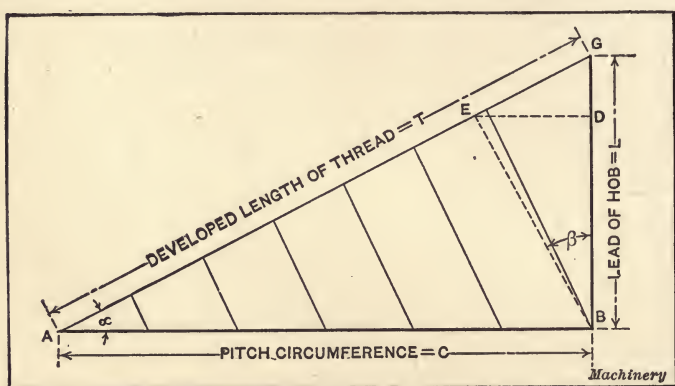 G
E
D
DEVELOPED LENGTH OF THREAD = T
LEAD OF HOB = L
β
α
A
B
PITCH CIRCUMFERENCE = C
Machinery